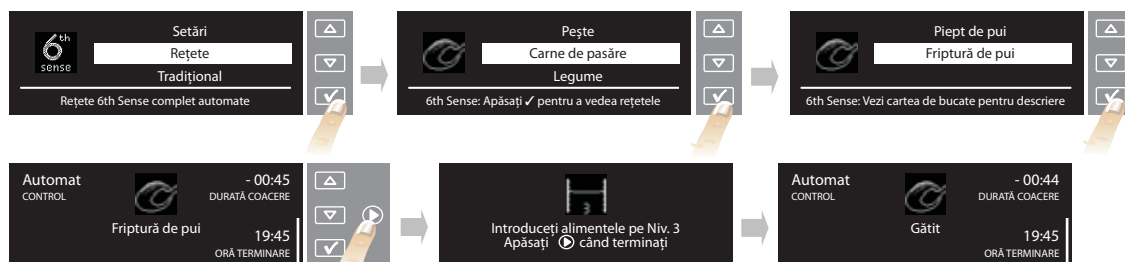 6th sense
Setări
Rețete
Tradițional
Rețete 6th Sense complet automate
Pește
Carne de pasăre
Legume
6th Sense: Apăsați ✓ pentru a vedea rețetele
Piept de pui
Friptură de pui
6th Sense: Vezi cartea de bucate pentru descriere
Automat
CONTROL
- 00:45
DURATĂ COACERE
Friptură de pui
19:45
ORĂ TERMINARE
3
Introduceți alimentele pe Niv. 3
Apăsați când terminați
Automat
CONTROL
- 00:44
DURATĂ COACERE
Gătit
19:45
ORĂ TERMINARE